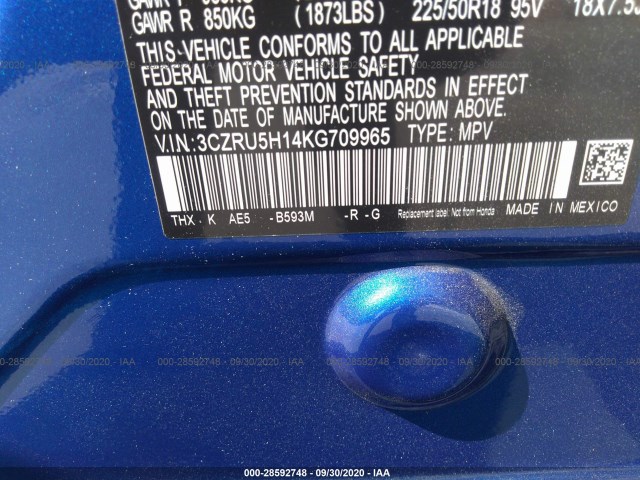 GAWR R 850KG (1873LBS) 225/50R18 95V
THIS VEHICLE CONFORMS TO ALL APPLICABLE
FEDERAL MOTOR VEHICLE SAFETY
AND THEFT PREVENTION STANDARDS IN EFFECT
ON THE DATE OF MANUFACTURE SHOWN ABOVE.
V.I.N: 3CZRU5H14KG709965 TYPE: MPV
THX - K AE5 -B593M -R - G Replacement label: Not from Honda MADE IN MEXICO
000-28592748 - 09/30/2020 - IAA